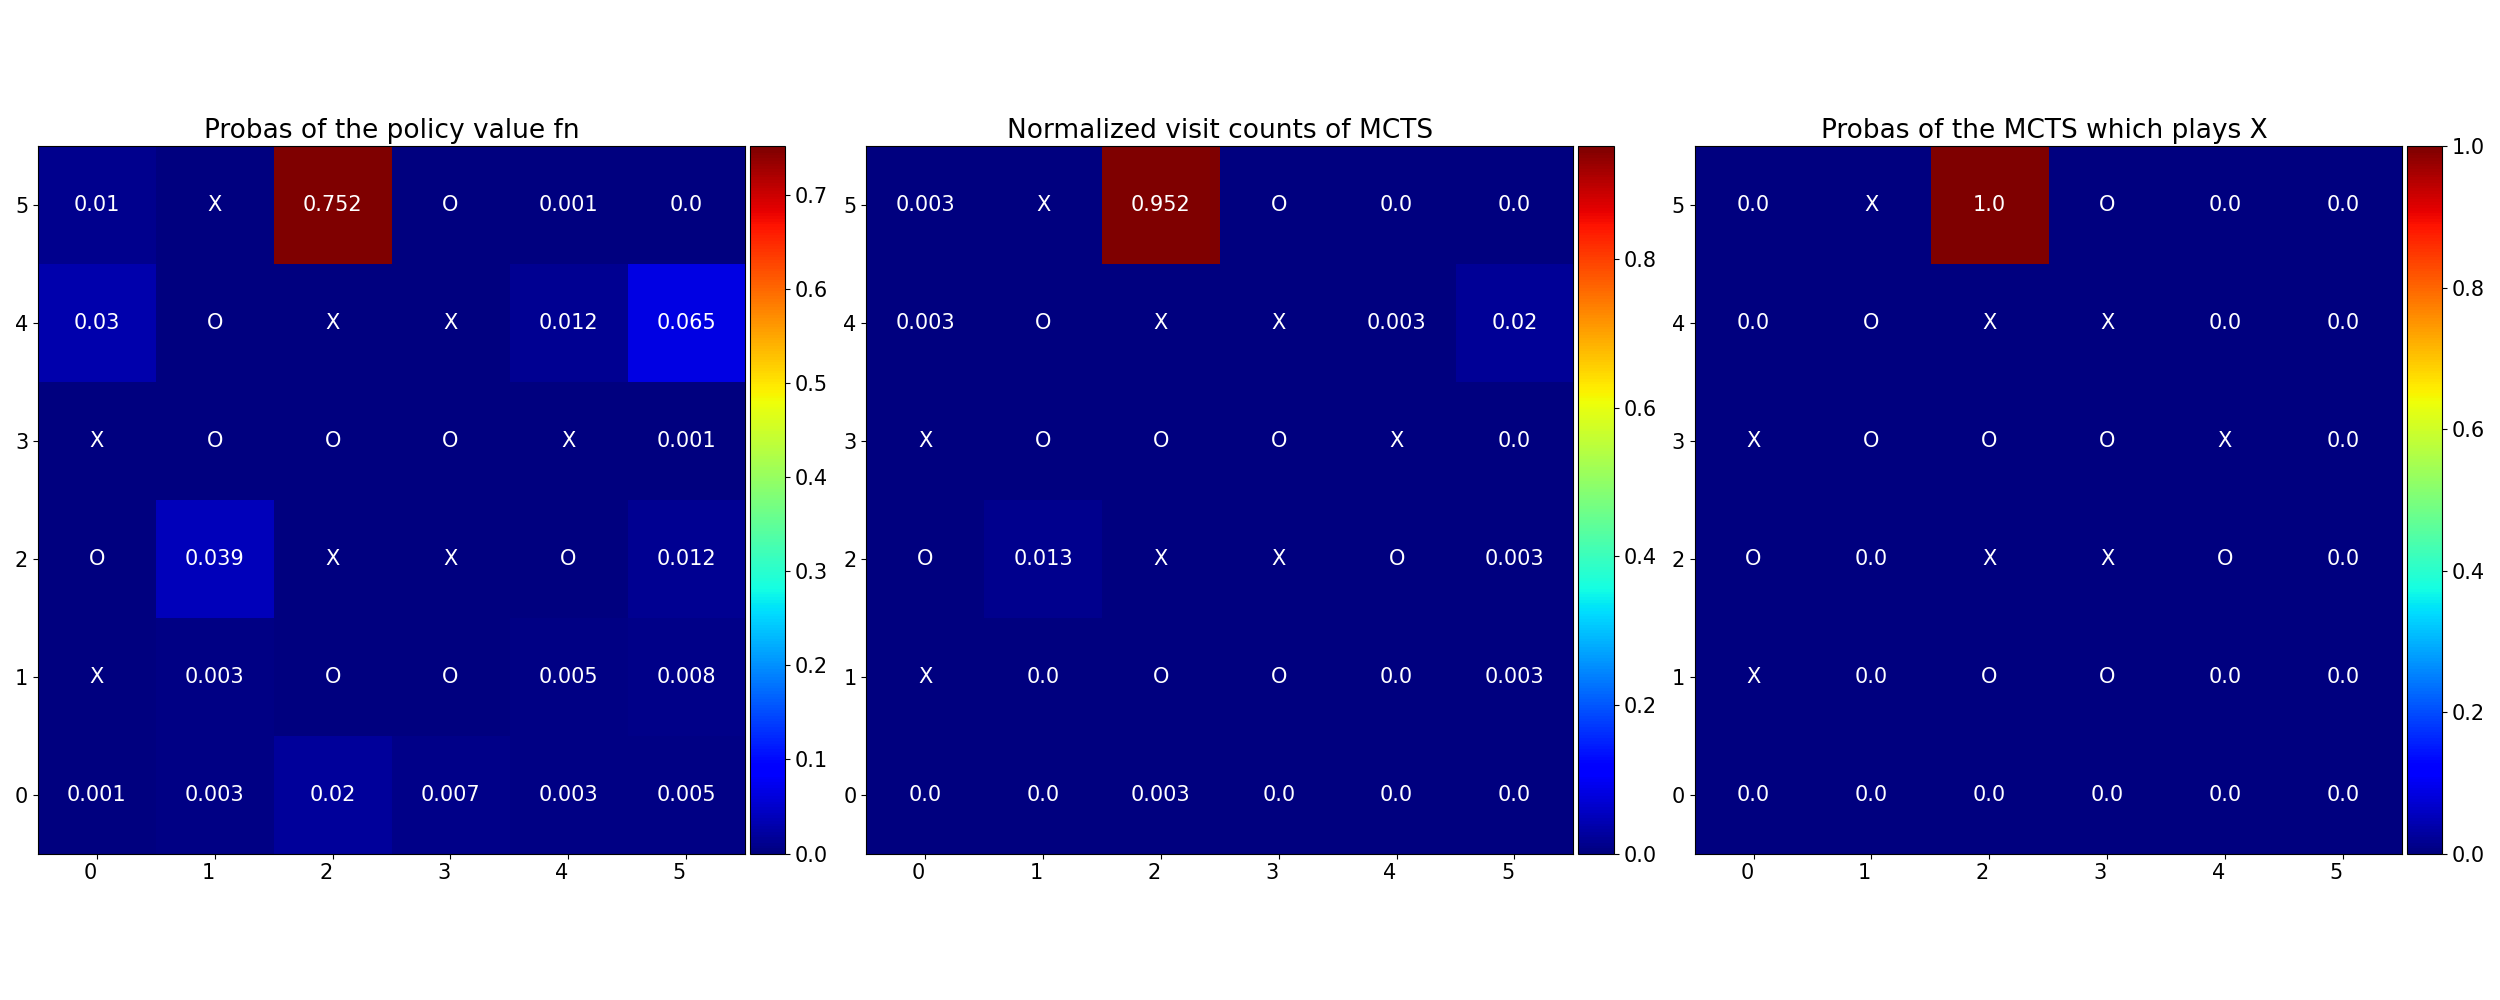 Probas of the policy value fn
5 0.01 X 0.752 O 0.001 0.0
4 0.03 O X X 0.012 0.065
3 X O O O X 0.001
2 O 0.039 X X O 0.012
1 X 0.003 O O 0.005 0.008
0 0.001 0.003 0.02 0.007 0.003 0.005
0 1 2 3 4 5
0.7
0.6
0.5
0.4
0.3
0.2
0.1
0.0
Normalized visit counts of MCTS
5 0.003 X 0.952 O 0.0 0.0
4 0.003 O X X 0.003 0.02
3 X O O O X 0.0
2 O 0.013 X X O 0.003
1 X 0.0 O O 0.0 0.003
0 0.0 0.0 0.003 0.0 0.0 0.0
0 1 2 3 4 5
0.8
0.6
0.4
0.2
0.0
Probas of the MCTS which plays X
5 0.0 X 1.0 O 0.0 0.0
4 0.0 O X X 0.0 0.0
3 X O O O X 0.0
2 O 0.0 X X O 0.0
1 X 0.0 O O 0.0 0.0
0 0.0 0.0 0.0 0.0 0.0 0.0
0 1 2 3 4 5
1.0
0.8
0.6
0.4
0.2
0.0